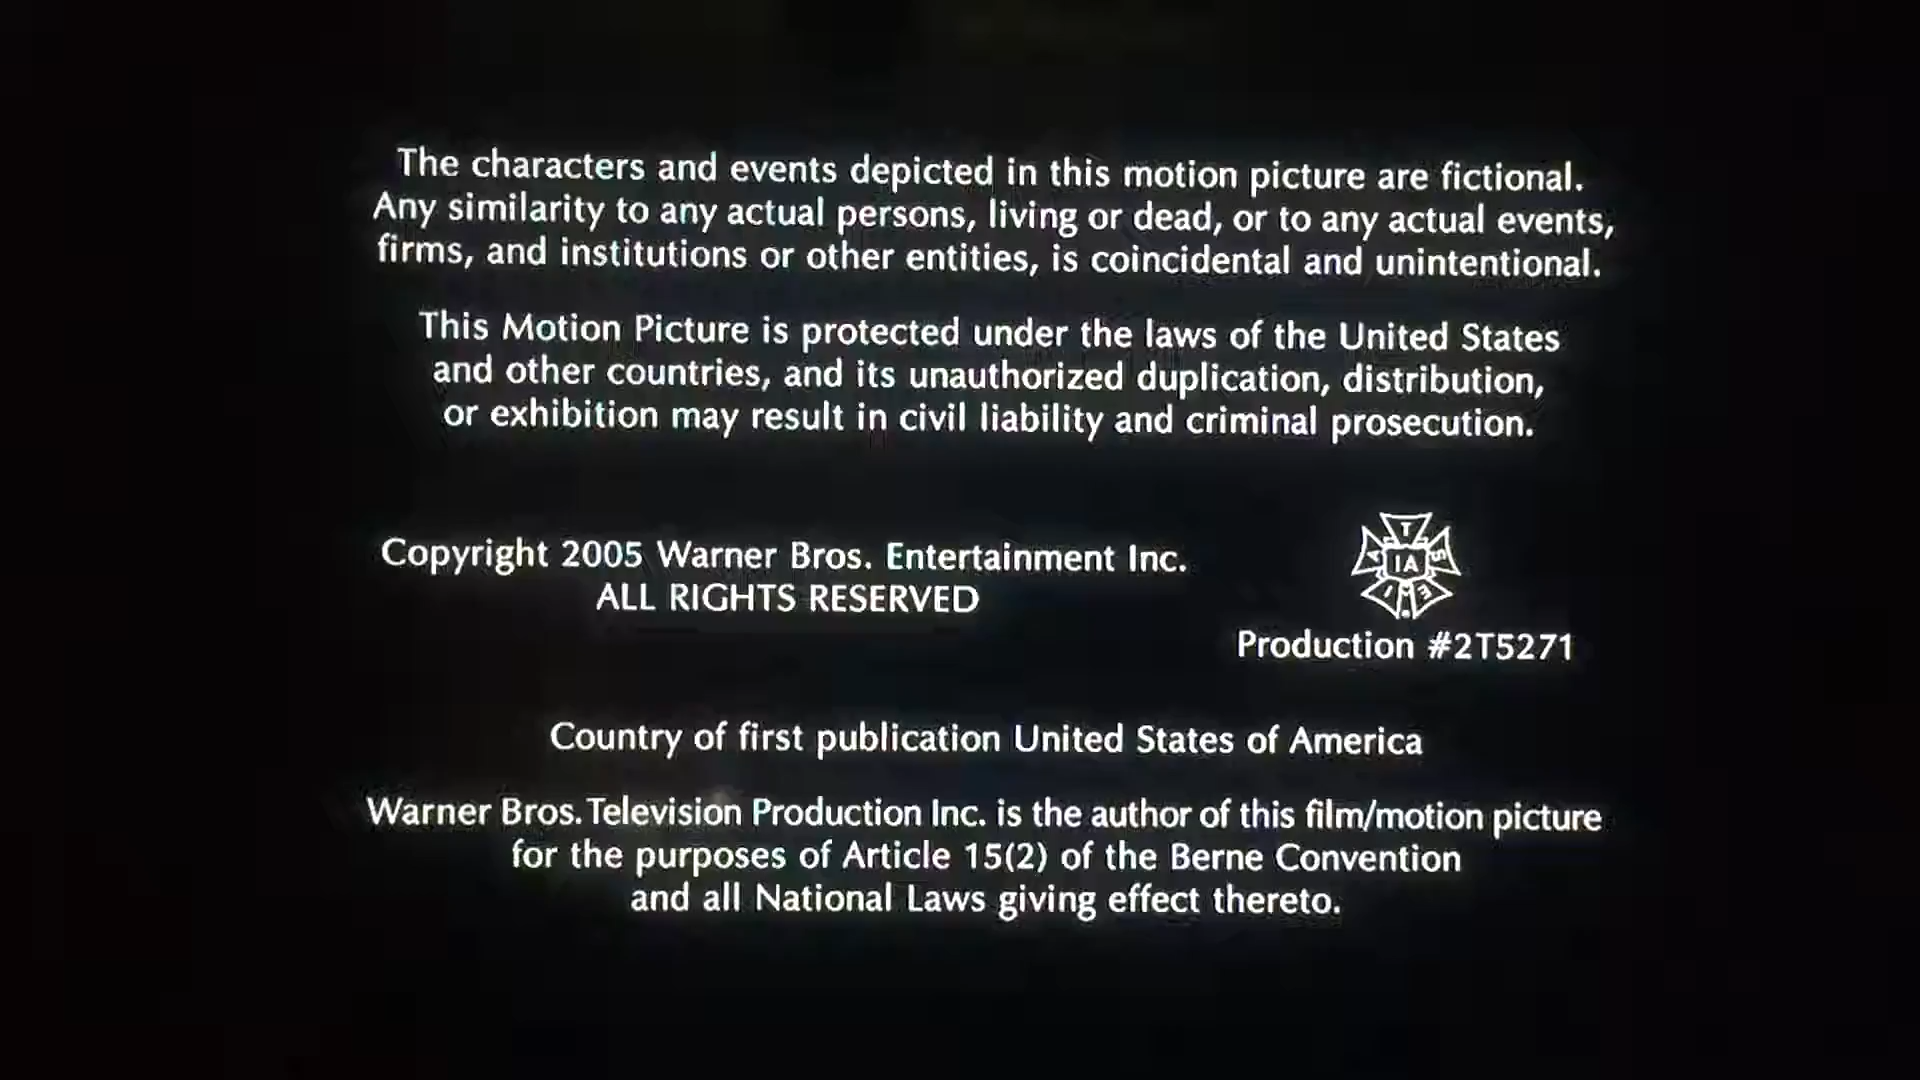 The characters and events depicted in this motion picture are fictional.
Any similarity to any actual persons, living or dead, or to any actual events,
firms, and institutions or other entities, is coincidental and unintentional.
This Motion Picture is protected under the laws of the United States
and other countries, and its unauthorized duplication, distribution,
or exhibition may result in civil liability and criminal prosecution.
Copyright 2005 Warner Bros. Entertainment Inc.
ALL RIGHTS RESERVED
IA T S E
Production #2T5271
Country of first publication United States of America
Warner Bros. Television Production Inc. is the author of this film/motion picture
for the purposes of Article 15(2) of the Berne Convention
and all National Laws giving effect thereto.